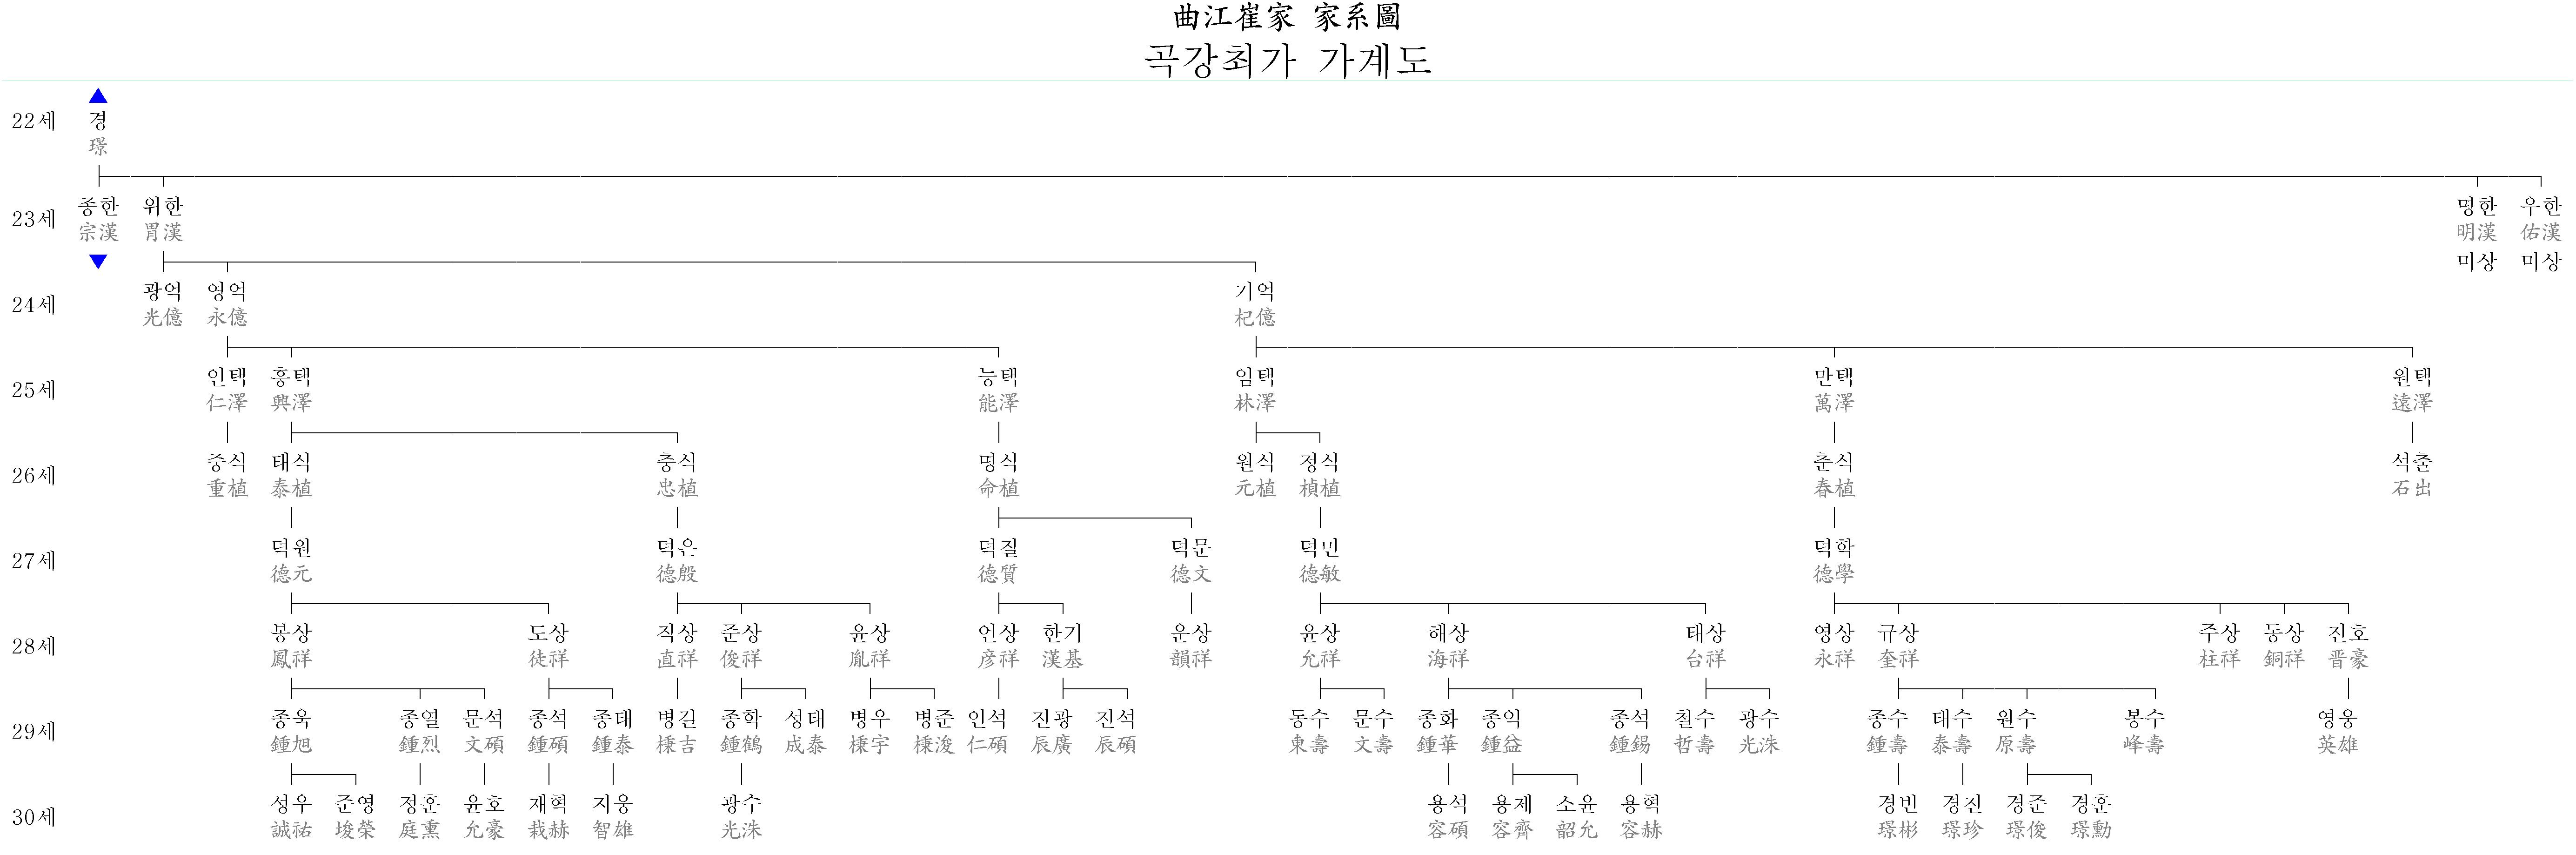 曲江崔家 家系圖
곡강최가 가계도
22세
경
璟
23세
종한 위한 명한 우한
宗漢 胃漢 明漢 佑漢
미상 미상
24세
광억 영억 기억
光億 永億 杞億
25세
인택 흥택 능택 임택 만택 원택
仁澤 興澤 能澤 林澤 萬澤 遠澤
26세
중식 태식 충식 명식 원식 정식 춘식 석출
重植 泰植 忠植 命植 元植 楨植 春植 石出
27세
덕원 덕은 덕질 덕문 덕민 덕학
德元 德殷 德質 德文 德敏 德學
28세
봉상 도상 직상 준상 윤상 언상 한기 운상 윤상 해상 태상 영상 규상 주상 동상 진호
鳳祥 徒祥 直祥 俊祥 胤祥 彦祥 漢基 韻祥 允祥 海祥 台祥 永祥 奎祥 柱祥 銅祥 晋豪
29세
종욱 종열 문석 종석 종태 병길 종학 성태 병우 병준 인석 진광 진석 동수 문수 종화 종익 종석 철수 광수 종수 태수 원수 봉수 영웅
鍾旭 鍾烈 文碩 鍾碩 鍾泰 棅吉 鍾鶴 成泰 棅宇 棅浚 仁碩 辰廣 辰碩 東壽 文壽 鍾華 鍾益 鍾錫 哲壽 光洙 鍾壽 泰壽 原壽 峰壽 英雄
30세
성우 준영 정훈 윤호 재혁 지웅 광수 용석 용제 소윤 용혁 경빈 경진 경준 경훈
誠祐 埈榮 庭熏 允豪 栽赫 智雄 光洙 容碩 容齊 韶允 容赫 璟彬 璟珍 璟俊 璟勳